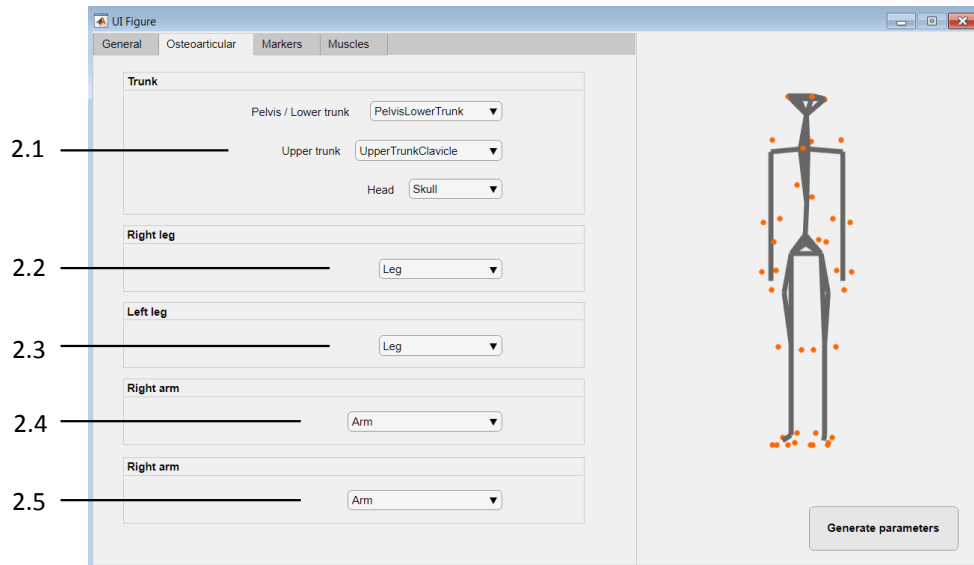 UI Figure
General Osteoarticular Markers Muscles
Trunk
Pelvis / Lower trunk PelvisLowerTrunk
2.1 Upper trunk UpperTrunkClavicle
Head Skull
Right leg
2.2 Leg
Left leg
2.3 Leg
Right arm
2.4 Arm
Right arm
2.5 Arm
Generate parameters